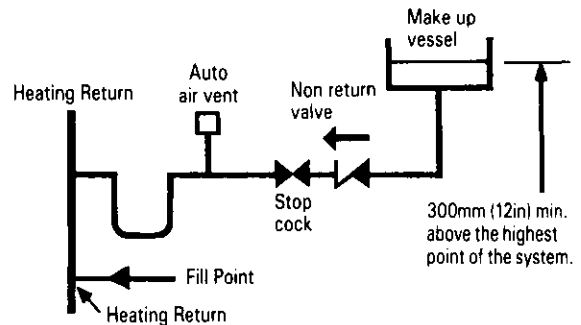 Make up
vessel
Auto
air vent
Heating Return
Non return
valve
Stop
cock
300mm (12in) min.
above the highest
point of the system.
Fill Point
Heating Return